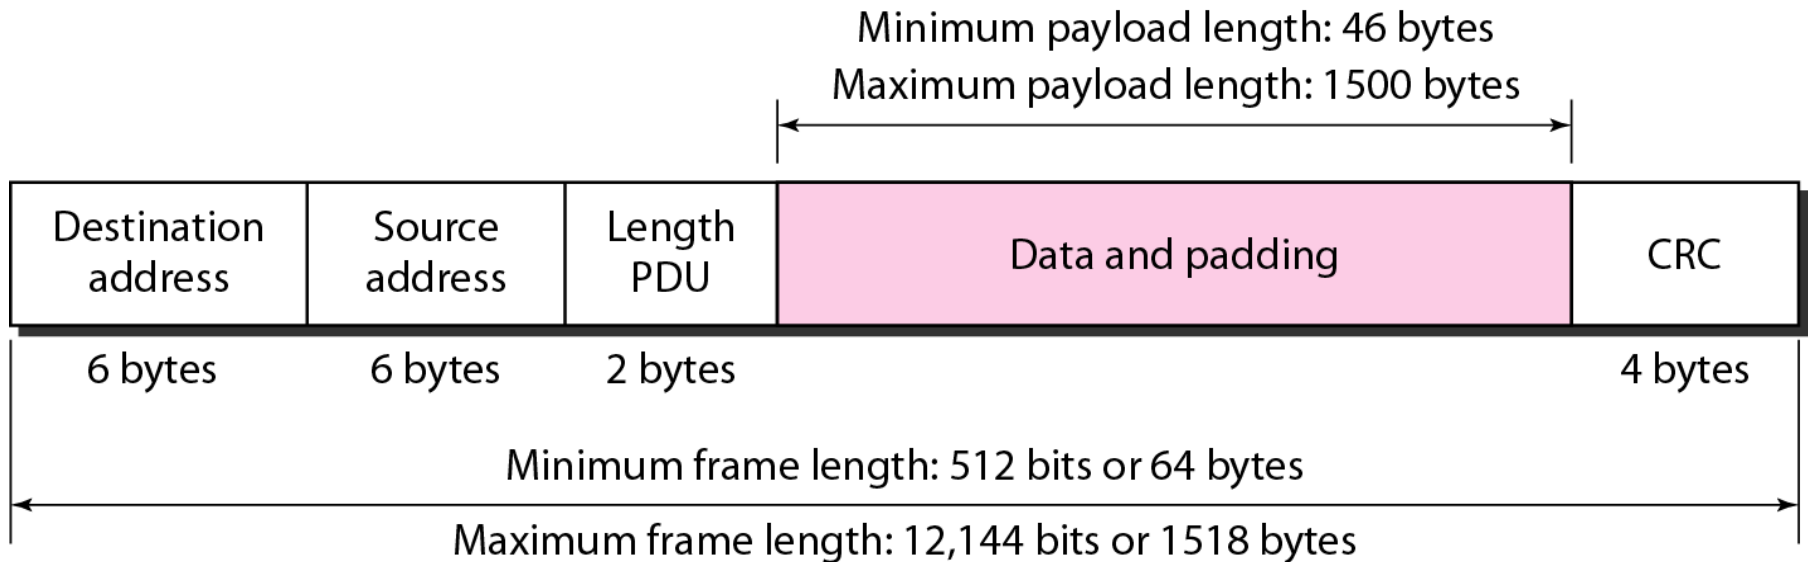 Minimum payload length: 46 bytes
Maximum payload length: 1500 bytes
Destination
address
Source
address
Length
PDU
Data and padding
CRC
6 bytes
6 bytes
2 bytes
4 bytes
Minimum frame length: 512 bits or 64 bytes
Maximum frame length: 12,144 bits or 1518 bytes